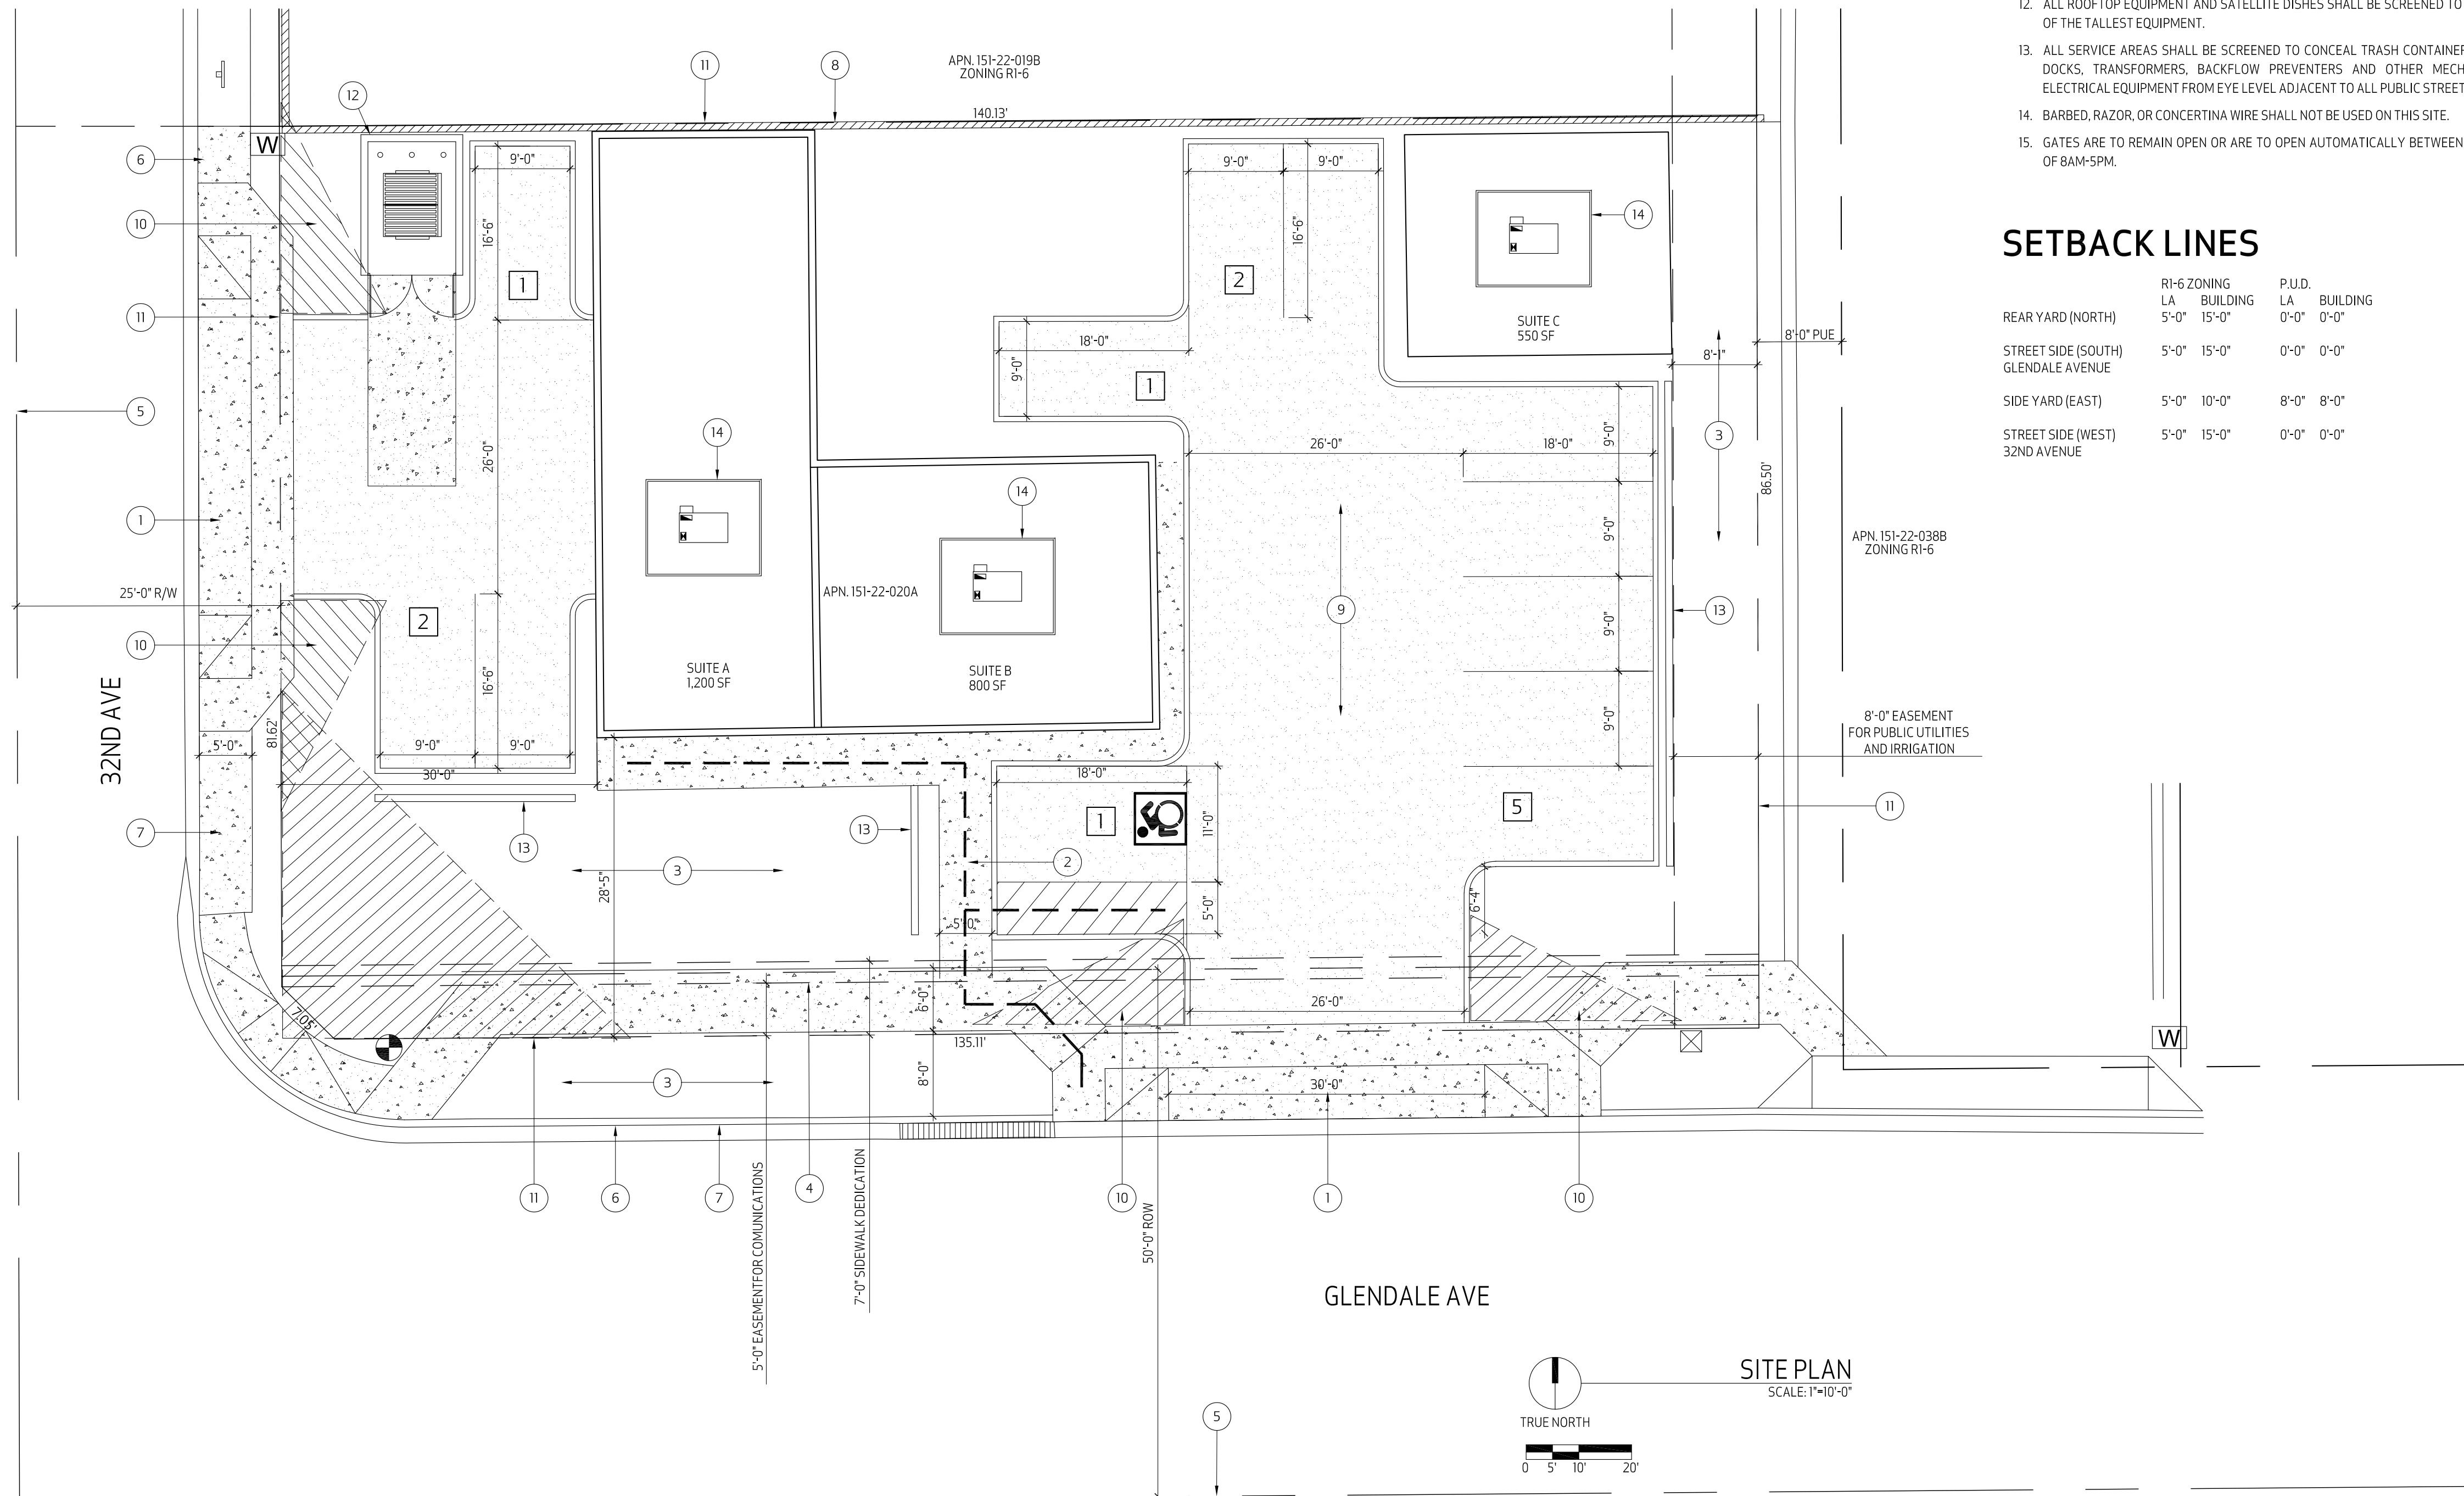 12. ALL ROOFTOP EQUIPMENT AND SATELLITE DISHES SHALL BE SCREENED TO
OF THE TALLEST EQUIPMENT.
13. ALL SERVICE AREAS SHALL BE SCREENED TO CONCEAL TRASH CONTAINER
DOCKS, TRANSFORMERS, BACKFLOW PREVENTERS AND OTHER MECH
ELECTRICAL EQUIPMENT FROM EYE LEVEL ADJACENT TO ALL PUBLIC STREET
14. BARBED, RAZOR, OR CONCERTINA WIRE SHALL NOT BE USED ON THIS SITE.
15. GATES ARE TO REMAIN OPEN OR ARE TO OPEN AUTOMATICALLY BETWEEN
OF 8AM-5PM.
SETBACK LINES
R1-6 ZONING P.U.D.
LA BUILDING LA BUILDING
REAR YARD (NORTH) 5'-0" 15'-0" 0'-0" 0'-0"
STREET SIDE (SOUTH) 5'-0" 15'-0" 0'-0" 0'-0"
GLENDALE AVENUE
SIDE YARD (EAST) 5'-0" 10'-0" 8'-0" 8'-0"
STREET SIDE (WEST) 5'-0" 15'-0" 0'-0" 0'-0"
32ND AVENUE
APN. 151-22-019B
ZONING R1-6
11
8
12
140.13'
6
W
9'-0"
9'-0"
9'-0"
10
14
16'-6"
16'-6"
1
2
11
SUITE C
550 SF
8'-0" PUE
18'-0"
8'-1"
9'-0"
1
5
14
3
26'-0"
26'-0"
18'-0"
9'-0"
86.50'
14
1
9'-0"
APN. 151-22-038B
ZONING R1-6
25'-0" R/W
APN. 151-22-020A
2
9
9'-0"
13
10
SUITE A
1,200 SF
SUITE B
800 SF
16'-6"
32ND AVE
81.62'
5'-0"
9'-0"
9'-0"
30'-0"
9'-0"
8'-0" EASEMENT
FOR PUBLIC UTILITIES
AND IRRIGATION
18'-0"
1
11'-0"
5
11
7
13
13
2
3
28'-5"
6'-4"
5'-0"
5'-0"
6'-0"
26'-0"
7.05'
135.11'
W
3
8'-0"
30'-0"
11
6
7
4
10
1
10
5'-0" EASEMENTFOR COMUNICATIONS
7'-0" SIDEWALK DEDICATION
50'-0" ROW
GLENDALE AVE
SITE PLAN
SCALE: 1"=10'-0"
TRUE NORTH
5
0 5' 10' 20'